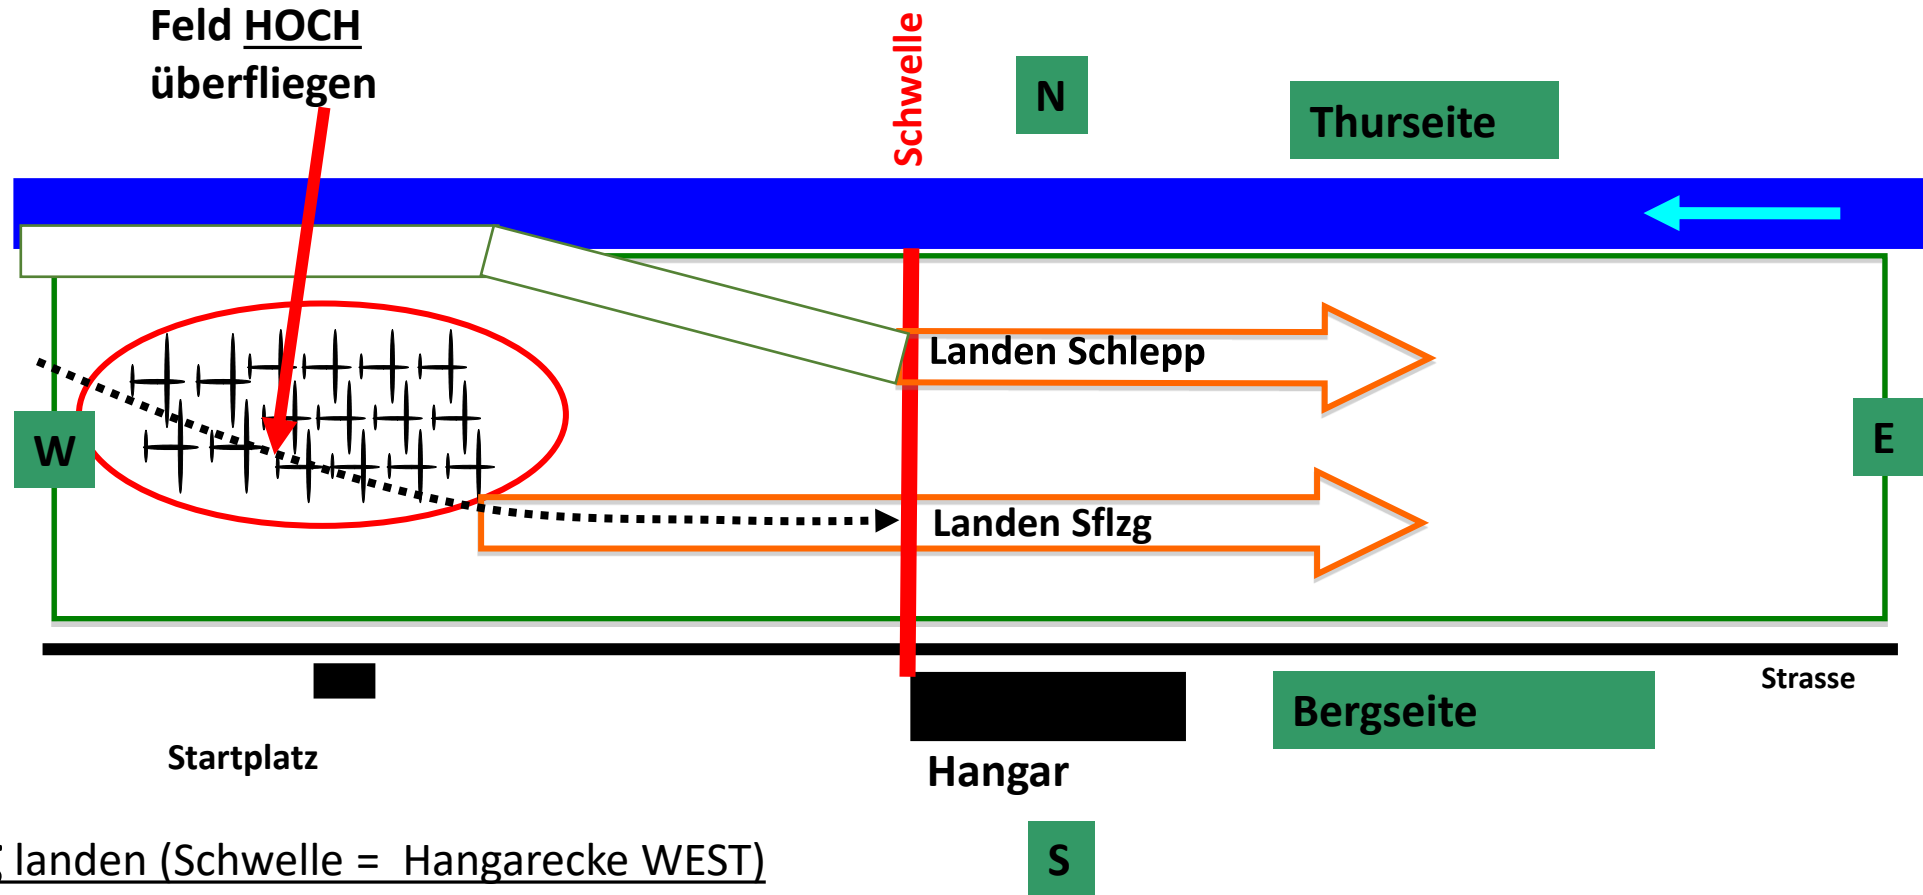 Feld HOCH
überfliegen
Schwelle
N
Thurseite
Landen Schlepp
W
E
Landen Sflzg
Strasse
Bergseite
Startplatz
Hangar
landen (Schwelle = Hangarecke WEST)
S